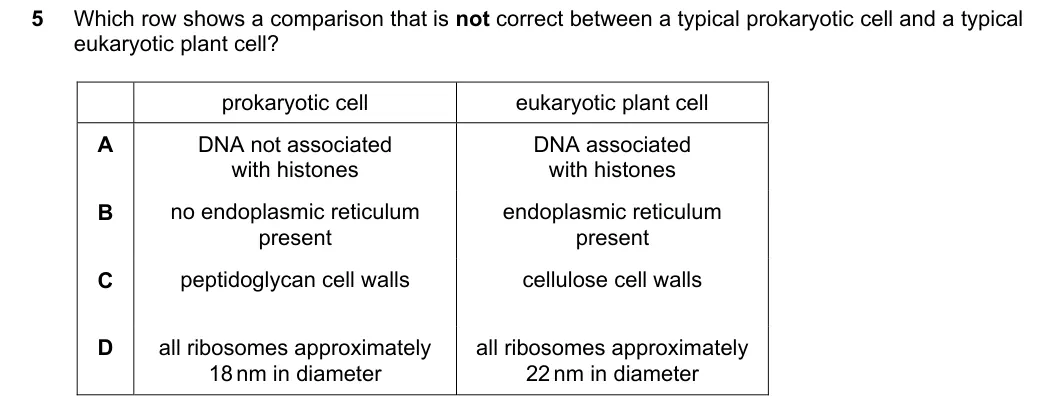 5 Which row shows a comparison that is not correct between a typical prokaryotic cell and a typical
eukaryotic plant cell?
prokaryotic cell eukaryotic plant cell
A DNA not associated DNA associated
with histones with histones
B no endoplasmic reticulum endoplasmic reticulum
present present
C peptidoglycan cell walls cellulose cell walls
D all ribosomes approximately all ribosomes approximately
18 nm in diameter 22 nm in diameter